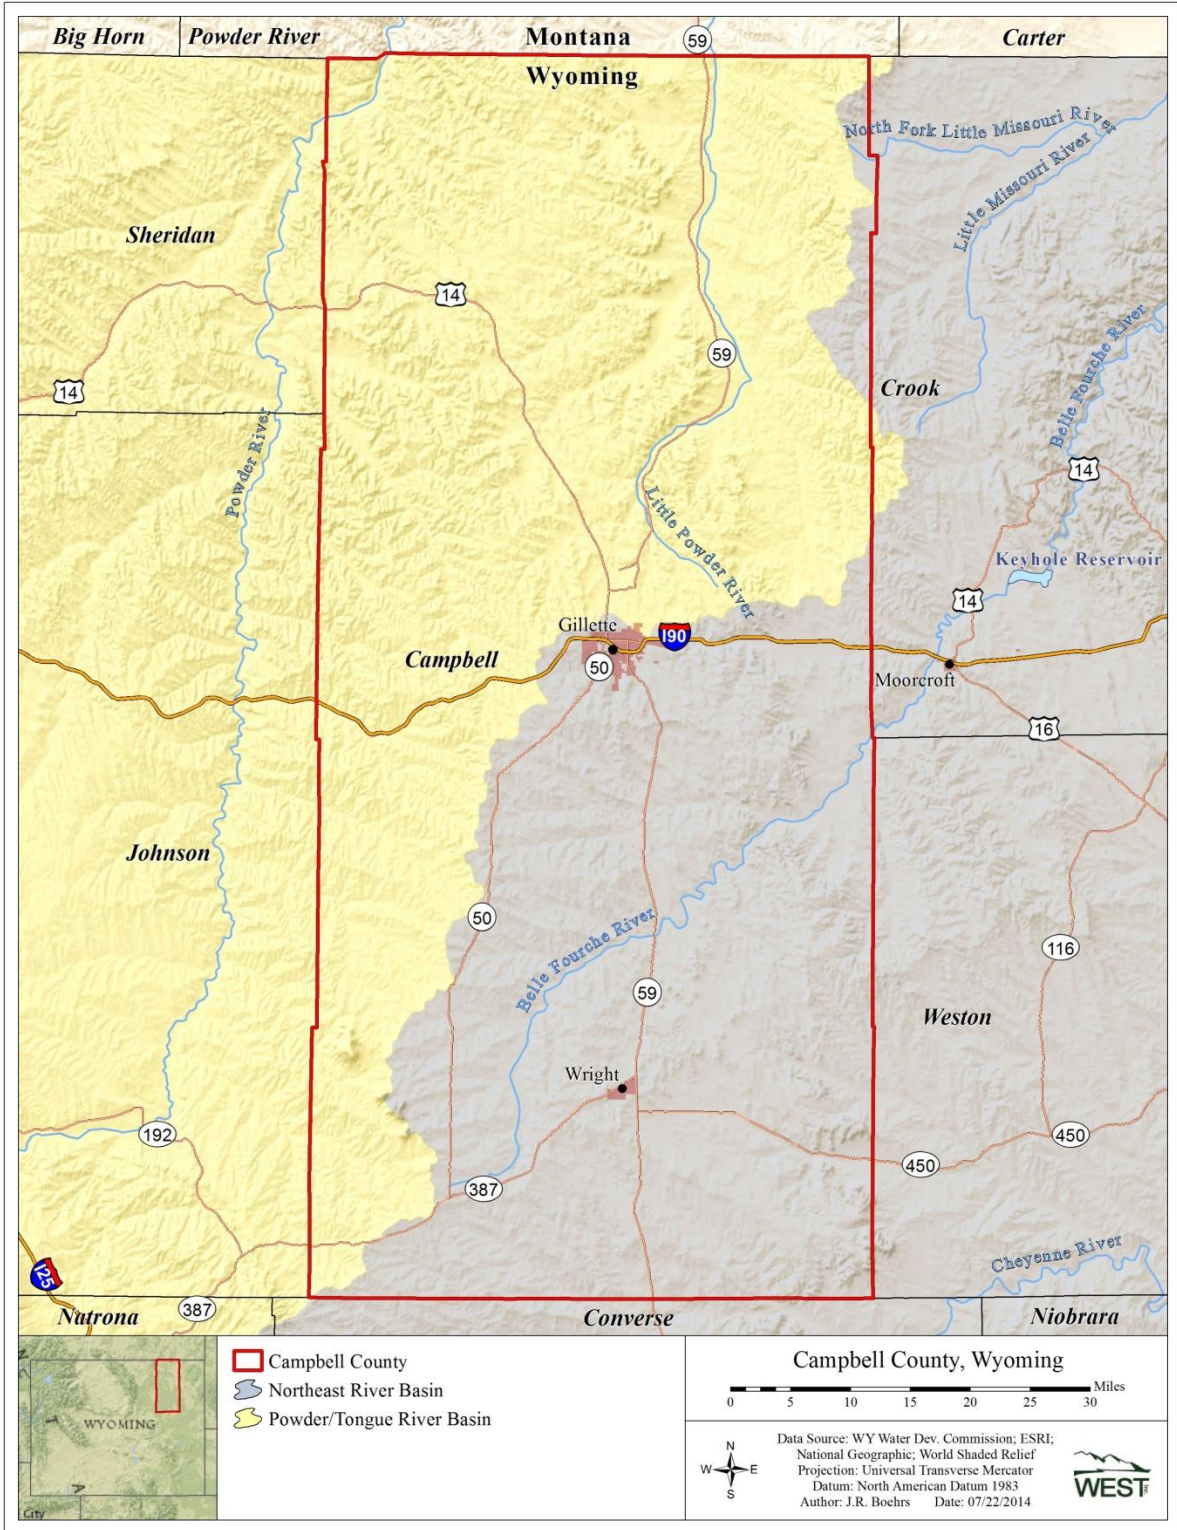 Big Horn
Powder River
Montana
59
Carter
Wyoming
North Fork Little Missouri River
Little Missouri River
Sheridan
14
59
14
Belle Fourche River
Crook
Powder River
14
Little Powder River
Keyhole Reservoir
14
Gillette
I90
Campbell
50
Moorcroft
16
Johnson
50
Belle Fourche River
116
59
Weston
Wright
192
450
450
387
Cheyenne River
I25
387
Natrona
Converse
Niobrara
WYOMING
City
Campbell County
Northeast River Basin
Powder/Tongue River Basin
Campbell County, Wyoming
Miles
0 5 10 15 20 25 30
N
W E
S
Data Source: WY Water Dev. Commission; ESRI;
National Geographic; World Shaded Relief
Projection: Universal Transverse Mercator
Datum: North American Datum 1983
Author: J.R. Boehrs Date: 07/22/2014
WEST Inc.